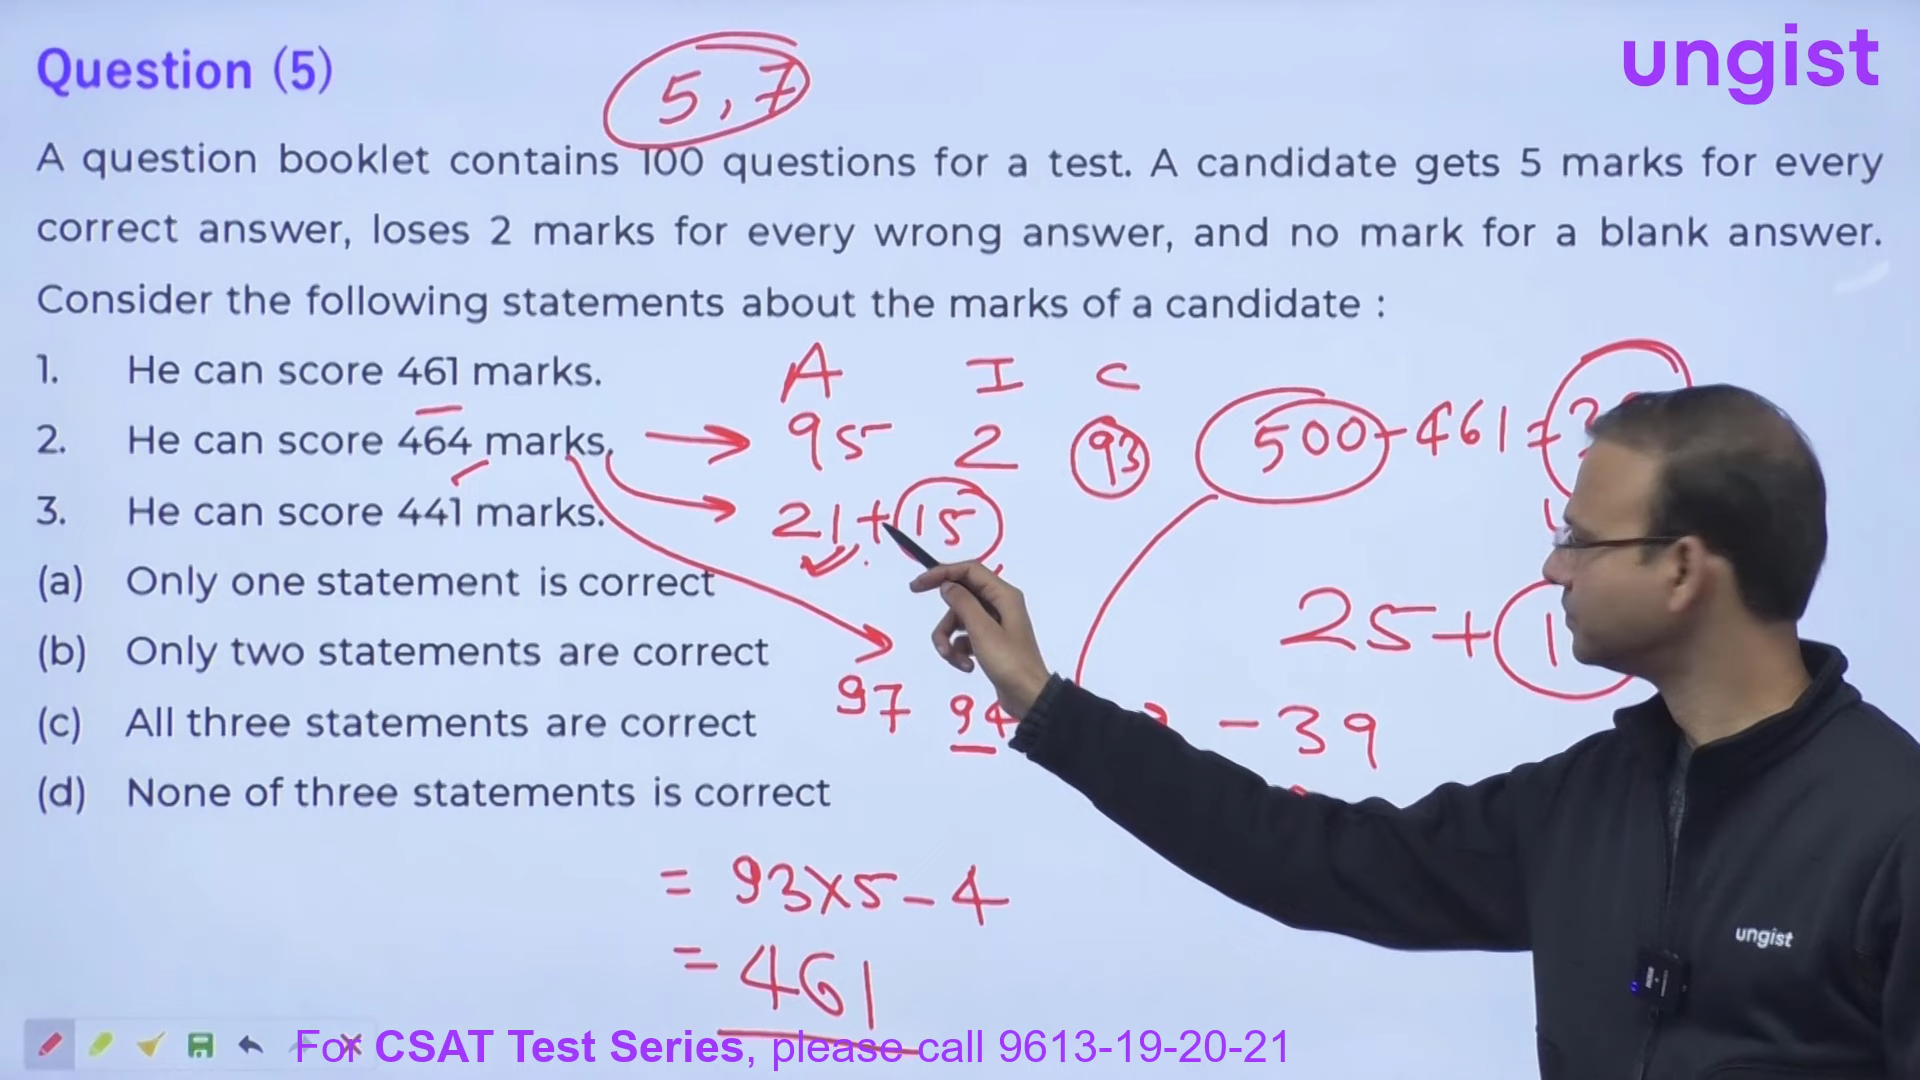 Question (5)
5, 7
ungist
A question booklet contains 100 questions for a test. A candidate gets 5 marks for every
correct answer, loses 2 marks for every wrong answer, and no mark for a blank answer.
Consider the following statements about the marks of a candidate :
1. He can score 461 marks.
2. He can score 464 marks.
3. He can score 441 marks.
(a) Only one statement is correct
(b) Only two statements are correct
(c) All three statements are correct
(d) None of three statements is correct
A I C
95 2 93
500 - 461 =
21 + 15
25 +
97 94
- 39
= 93 x 5 - 4
= 461
ungist
For CSAT Test Series, please call 9613-19-20-21